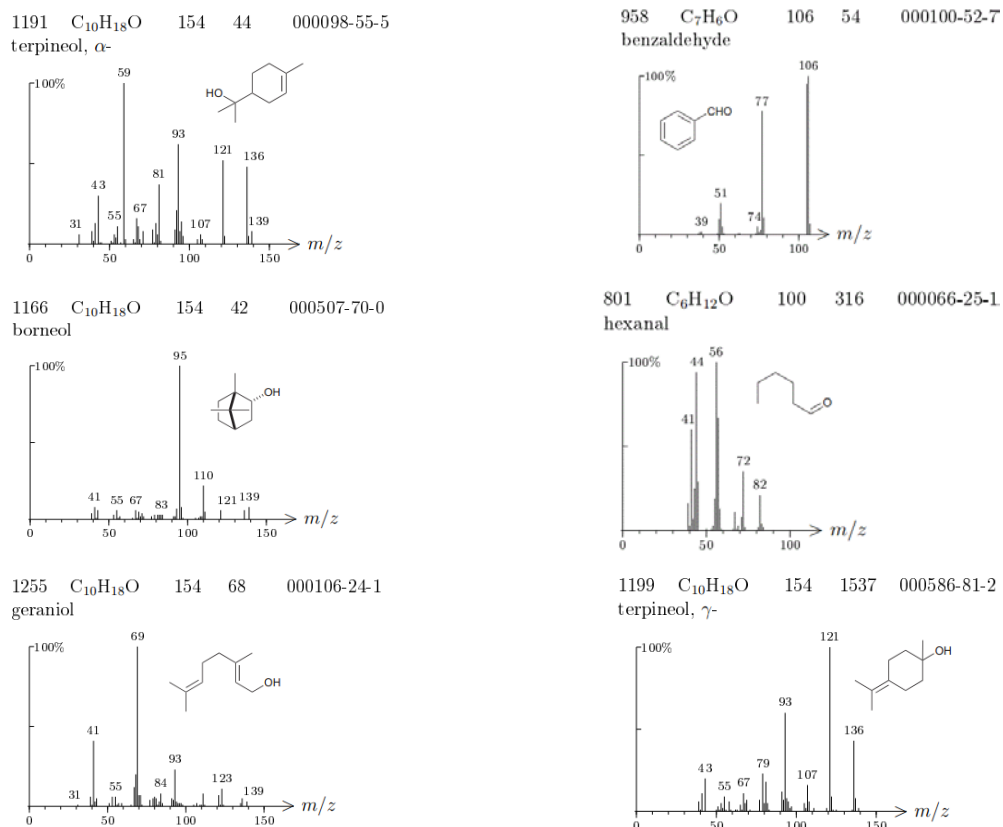 1191 C₁₀H₁₈O 154 44 000098-55-5
terpineol, α-
100%
59
HO
93
121
136
81
43
67
55
31
107
139
m/z
0 50 100 150
1166 C₁₀H₁₈O 154 42 000507-70-0
borneol
100%
95
OH
110
41 55 67 83 121 139
m/z
0 50 100 150
1255 C₁₀H₁₈O 154 68 000106-24-1
geraniol
100%
69
OH
41
93
123
84
55
31
139
m/z
0 50 100 150
958 C₇H₆O 106 54 000100-52-7
benzaldehyde
100%
106
77
CHO
51
74
39
m/z
0 50 100
801 C₆H₁₂O 100 316 000066-25-1
hexanal
100%
56
44
O
41
72
82
m/z
0 50 100
1199 C₁₀H₁₈O 154 1537 000586-81-2
terpineol, γ-
100%
121
OH
93
136
79
43
107
67
55
m/z
0 50 100 150